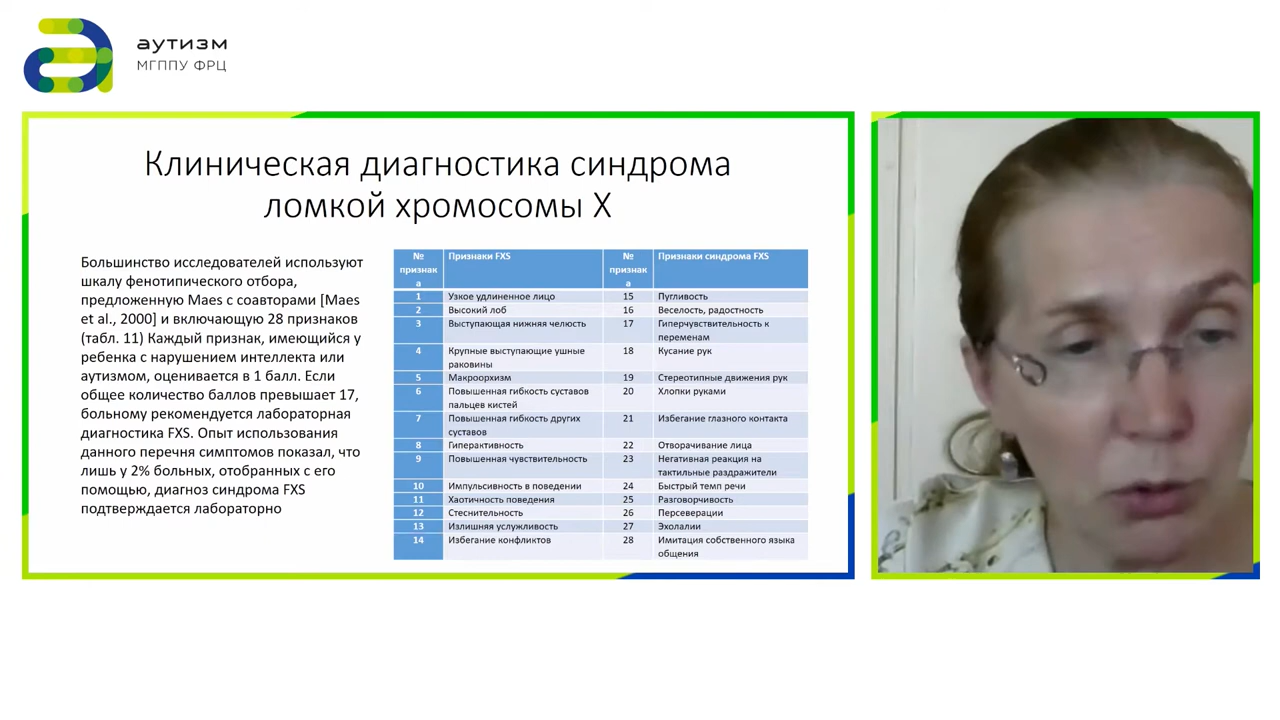 аутизм
МГППУ ФРЦ
Клиническая диагностика синдрома
ломкой хромосомы Х
Большинство исследователей используют
шкалу фенотипического отбора,
предложенную Maes с соавторами [Maes
et al., 2000] и включающую 28 признаков
(табл. 11) Каждый признак, имеющийся у
ребенка с нарушением интеллекта или
аутизмом, оценивается в 1 балл. Если
общее количество баллов превышает 17,
больному рекомендуется лабораторная
диагностика FXS. Опыт использования
данного перечня симптомов показал, что
лишь у 2% больных, отобранных с его
помощью, диагноз синдрома FXS
подтверждается лабораторно
№ признака Признаки FXS № признака Признаки синдрома FXS
1 Узкое удлиненное лицо 15 Пугливость
2 Высокий лоб 16 Веселость, радостность
3 Выступающая нижняя челюсть 17 Гиперчувствительность к
переменам
4 Крупные выступающие ушные
раковины 18 Кусание рук
5 Макроорхизм 19 Стереотипные движения рук
6 Повышенная гибкость суставов
пальцев кистей 20 Хлопки руками
7 Повышенная гибкость других
суставов 21 Избегание глазного контакта
8 Гиперактивность 22 Отворачивание лица
9 Повышенная чувствительность 23 Негативная реакция на
тактильные раздражители
10 Импульсивность в поведении 24 Быстрый темп речи
11 Хаотичность поведения 25 Разговорчивость
12 Стеснительность 26 Персеверации
13 Излишняя услужливость 27 Эхолалии
14 Избегание конфликтов 28 Имитация собственного языка
общения